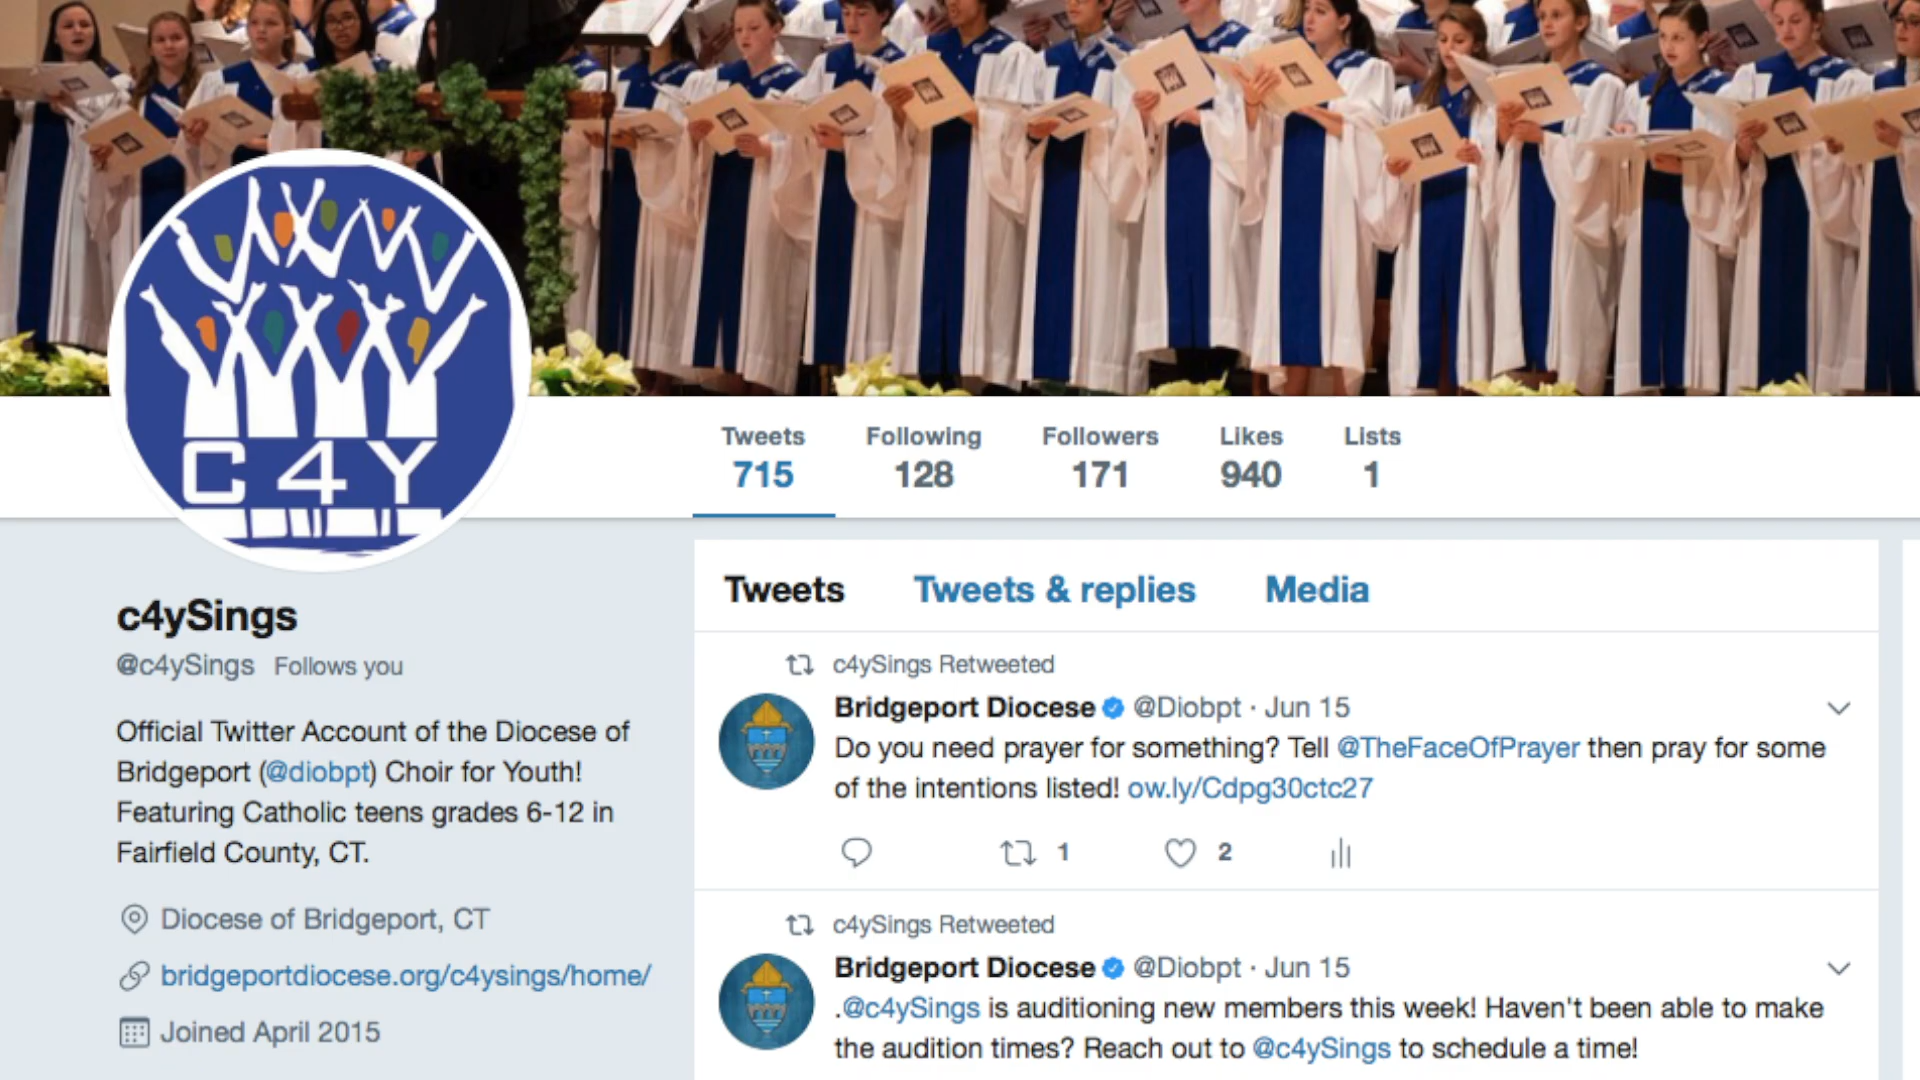 C4Y
Tweets Following Followers Likes Lists
715 128 171 940 1
c4ySings
@c4ySings Follows you
Official Twitter Account of the Diocese of
Bridgeport (@diobpt) Choir for Youth!
Featuring Catholic teens grades 6-12 in
Fairfield County, CT.
Diocese of Bridgeport, CT
bridgeportdiocese.org/c4ysings/home/
Joined April 2015
Tweets Tweets & replies Media
c4ySings Retweeted
Bridgeport Diocese @Diobpt · Jun 15
Do you need prayer for something? Tell @TheFaceOfPrayer then pray for some
of the intentions listed! ow.ly/Cdpg30ctc27
1 2
c4ySings Retweeted
Bridgeport Diocese @Diobpt · Jun 15
.@c4ySings is auditioning new members this week! Haven't been able to make
the audition times? Reach out to @c4ySings to schedule a time!